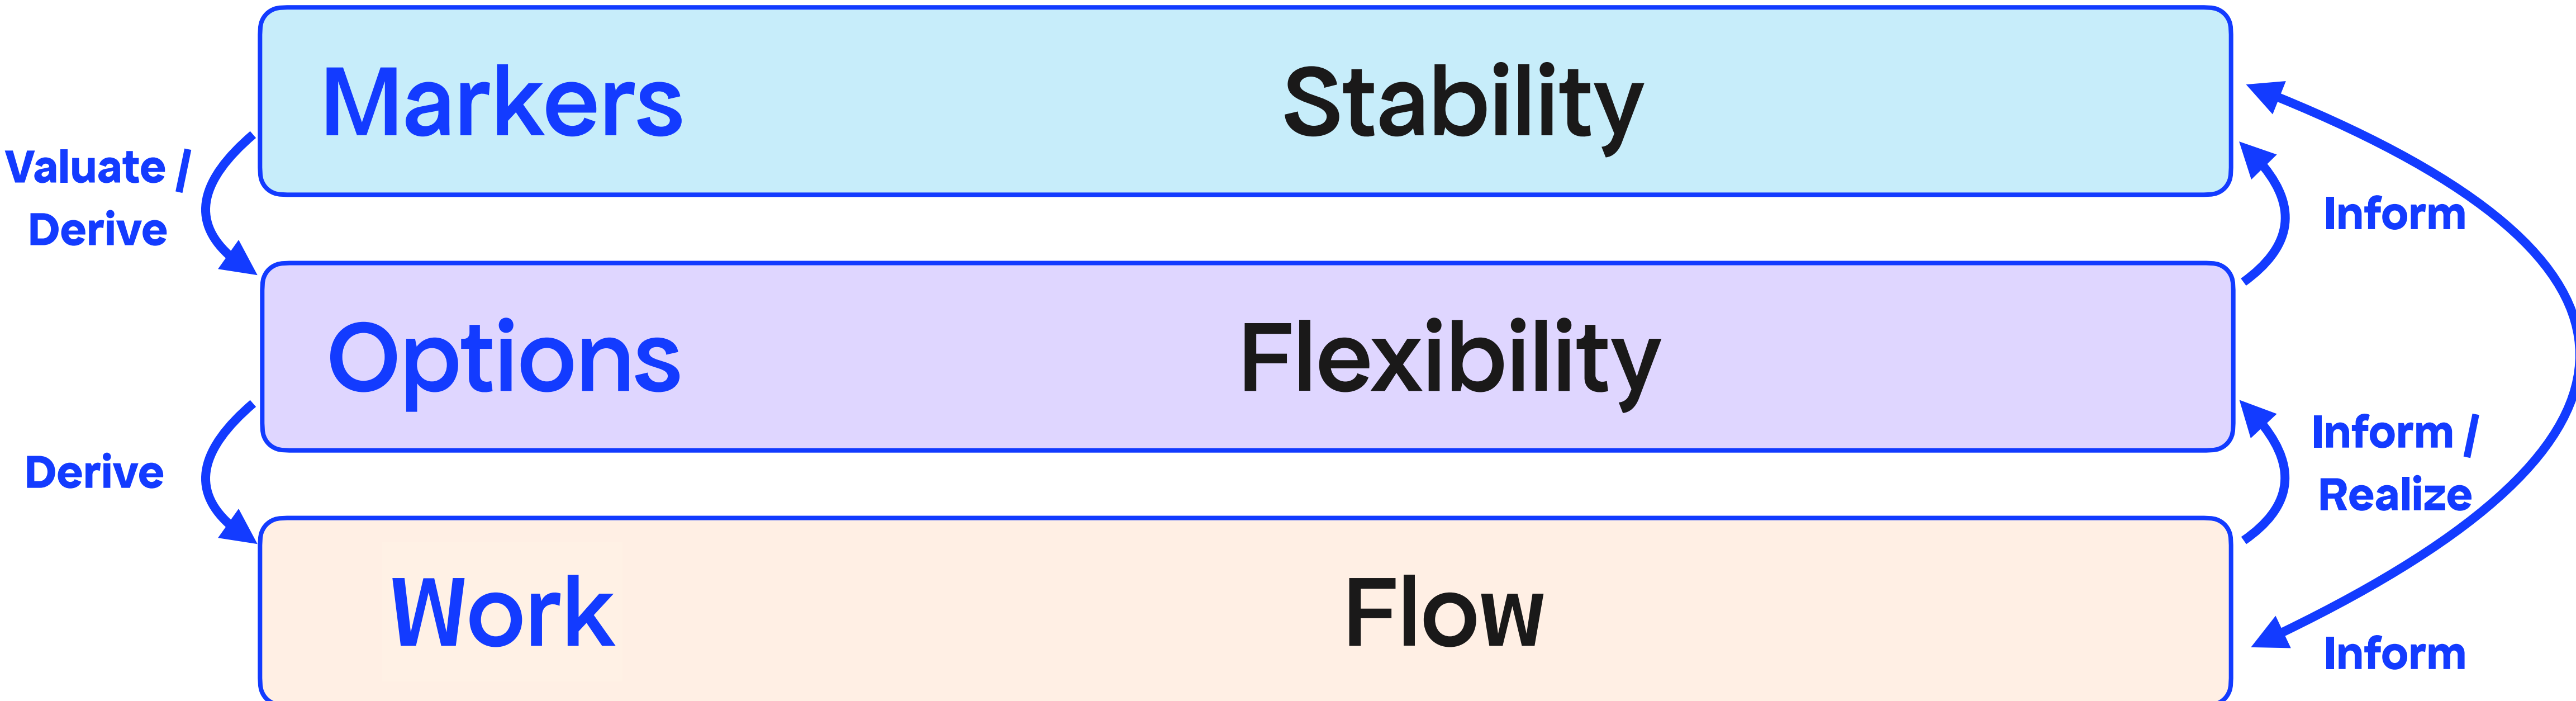 Markers Stability
Valuate /
Derive
Inform
Options Flexibility
Derive
Inform /
Realize
Work Flow
Inform